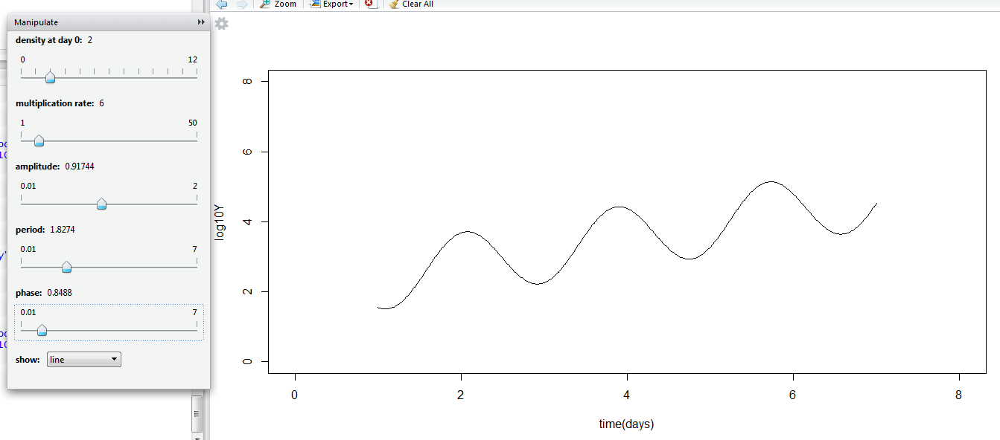 Zoom Export Clear All
Manipulate
density at day 0: 2
0 12
multiplication rate: 6
1 50
amplitude: 0.91744
0.01 2
period: 1.8274
0.01 7
phase: 0.8488
0.01 7
show: line
8
6
4
2
0
log10Y
0 2 4 6 8
time(days)